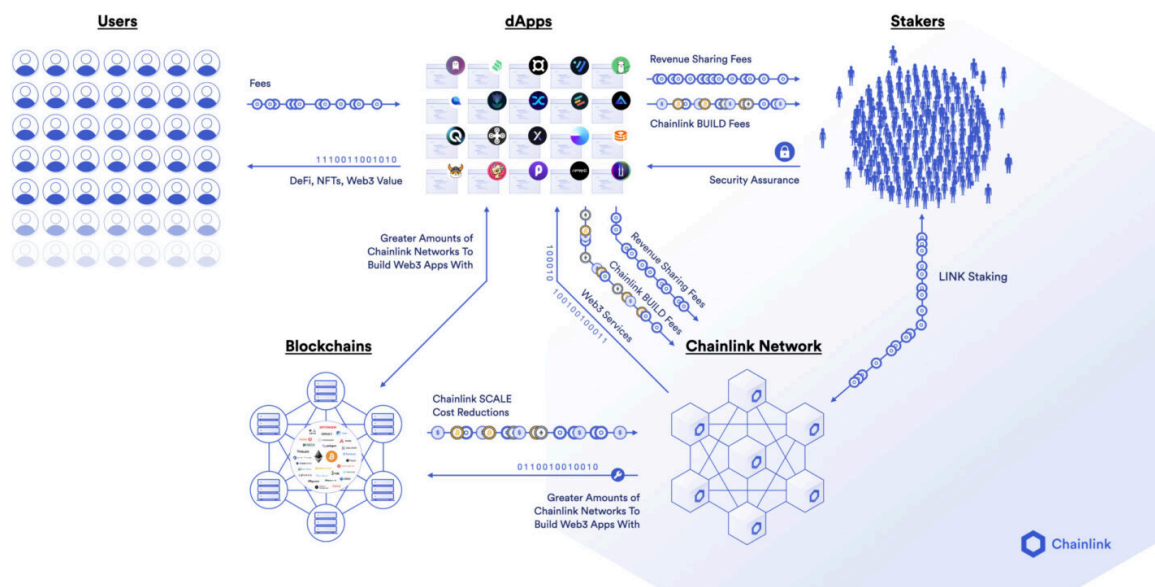 Users
dApps
Stakers
Fees
Revenue Sharing Fees
Chainlink BUILD Fees
1110011001010
DeFi, NFTs, Web3 Value
Security Assurance
Greater Amounts of
Chainlink Networks To
Build Web3 Apps With
100010
100100100011
Web3 Services
Chainlink BUILD Fees
Revenue Sharing Fees
LINK Staking
Blockchains
Chainlink Network
Chainlink SCALE
Cost Reductions
0110010010010
Greater Amounts of
Chainlink Networks To
Build Web3 Apps With
Chainlink